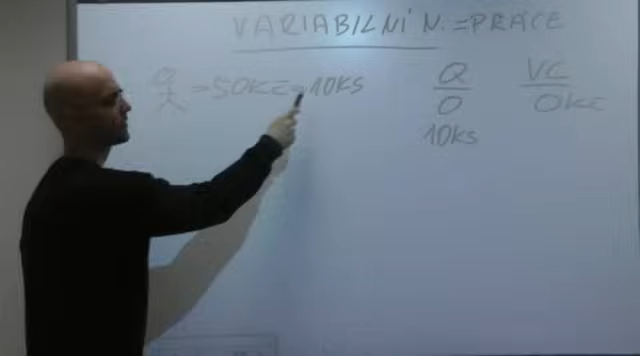 VARIABILNÍ N. = PRÁCE
= 50Kč = 10KS
Q VC
0 0Kč
10KS